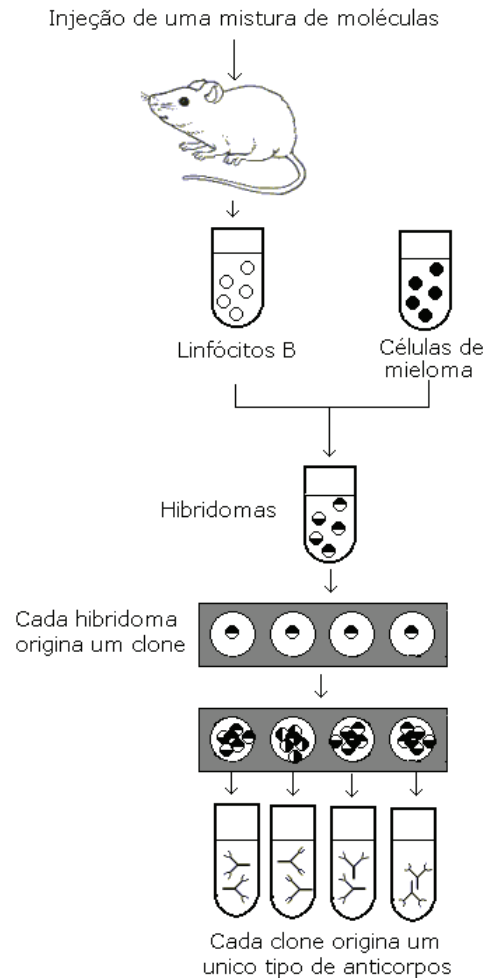 Injeção de uma mistura de moléculas
Linfócitos B
Células de
mieloma
Hibridomas
Cada hibridoma
origina um clone
Cada clone origina um
unico tipo de anticorpos